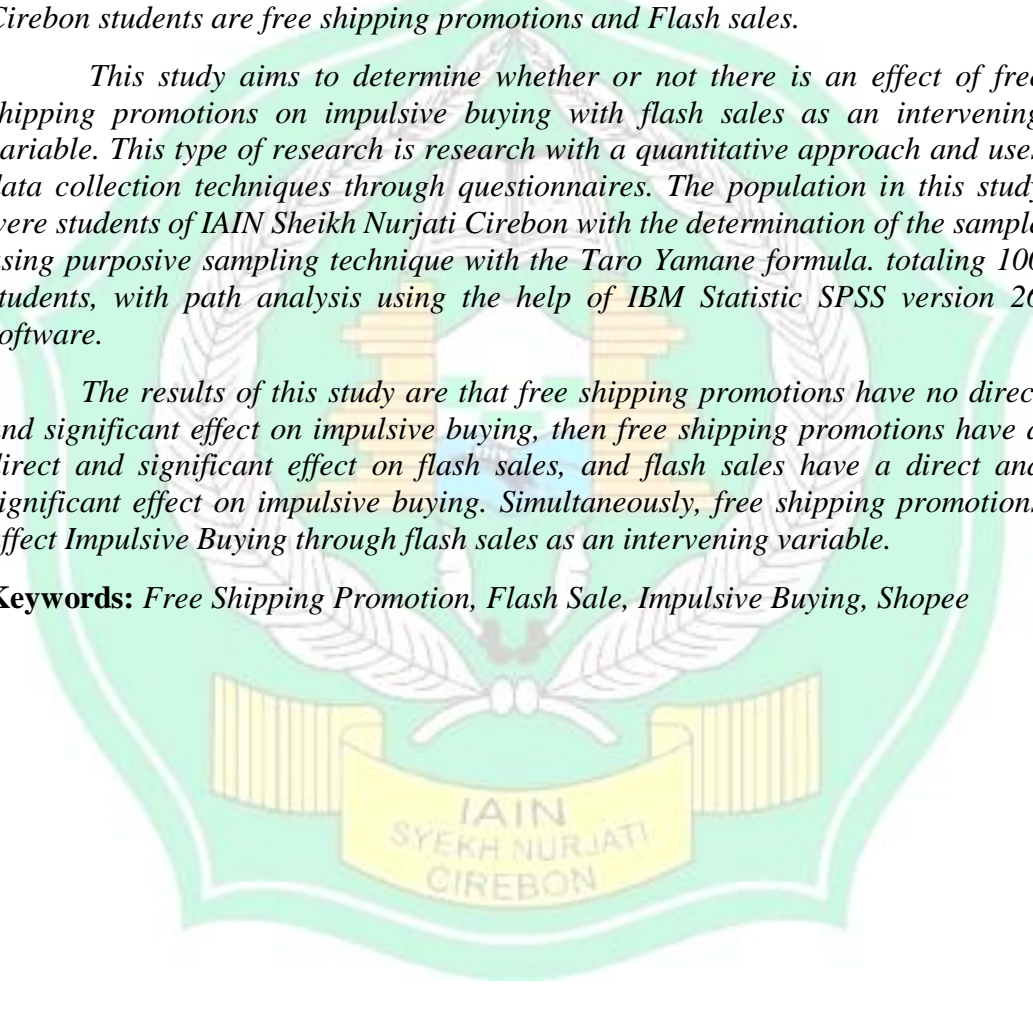 Cirebon students are free shipping promotions and Flash sales.
This study aims to determine whether or not there is an effect of free
shipping promotions on impulsive buying with flash sales as an intervening
variable. This type of research is research with a quantitative approach and uses
data collection techniques through questionnaires. The population in this study
were students of IAIN Sheikh Nurjati Cirebon with the determination of the sample
using purposive sampling technique with the Taro Yamane formula. totaling 100
students, with path analysis using the help of IBM Statistic SPSS version 26
software.
The results of this study are that free shipping promotions have no direct
and significant effect on impulsive buying, then free shipping promotions have a
direct and significant effect on flash sales, and flash sales have a direct and
significant effect on impulsive buying. Simultaneously, free shipping promotions
affect Impulsive Buying through flash sales as an intervening variable.
Keywords: Free Shipping Promotion, Flash Sale, Impulsive Buying, Shopee
IAIN
SYEKH NURJATI
CIREBON